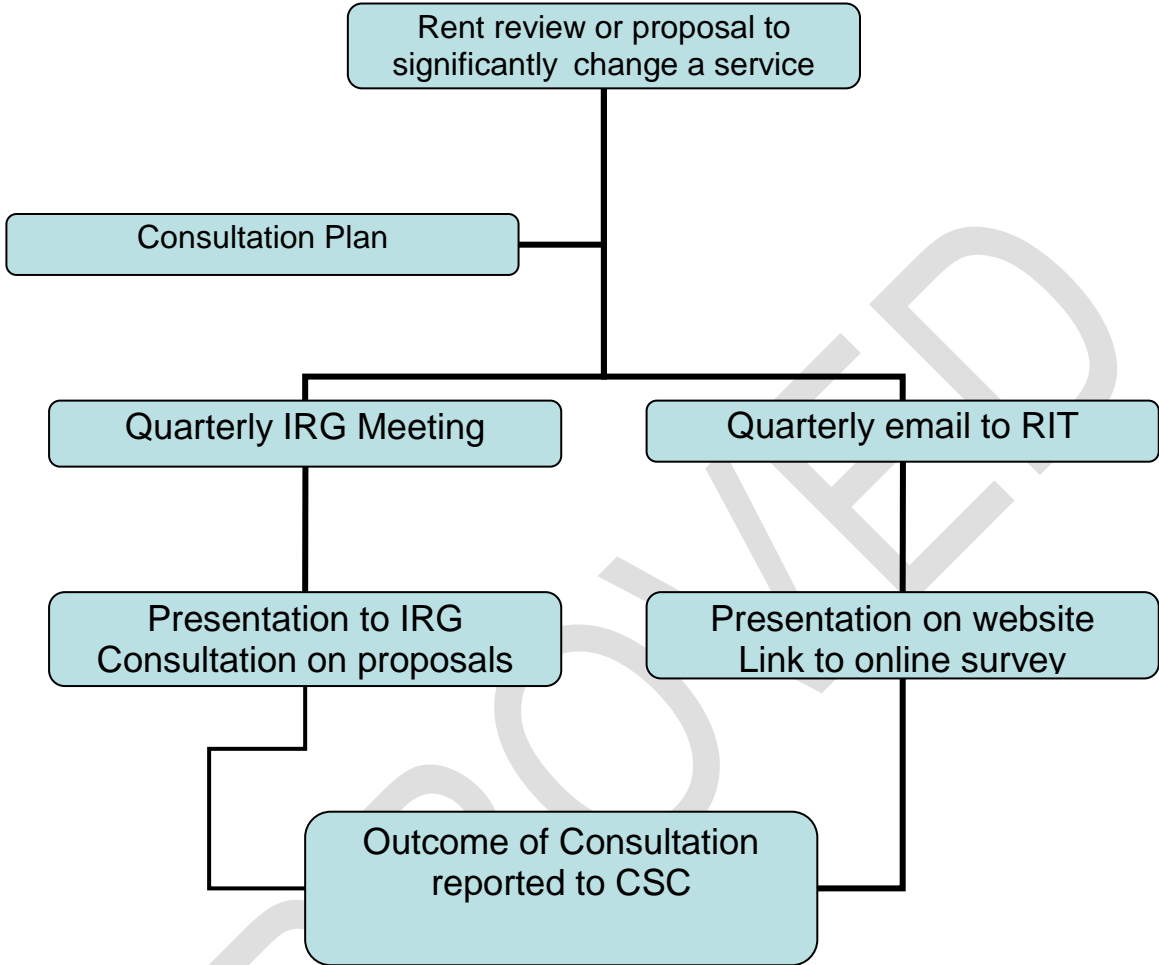 Rent review or proposal to
significantly change a service
Consultation Plan
Quarterly IRG Meeting
Quarterly email to RIT
Presentation to IRG
Consultation on proposals
Presentation on website
Link to online survey
Outcome of Consultation
reported to CSC